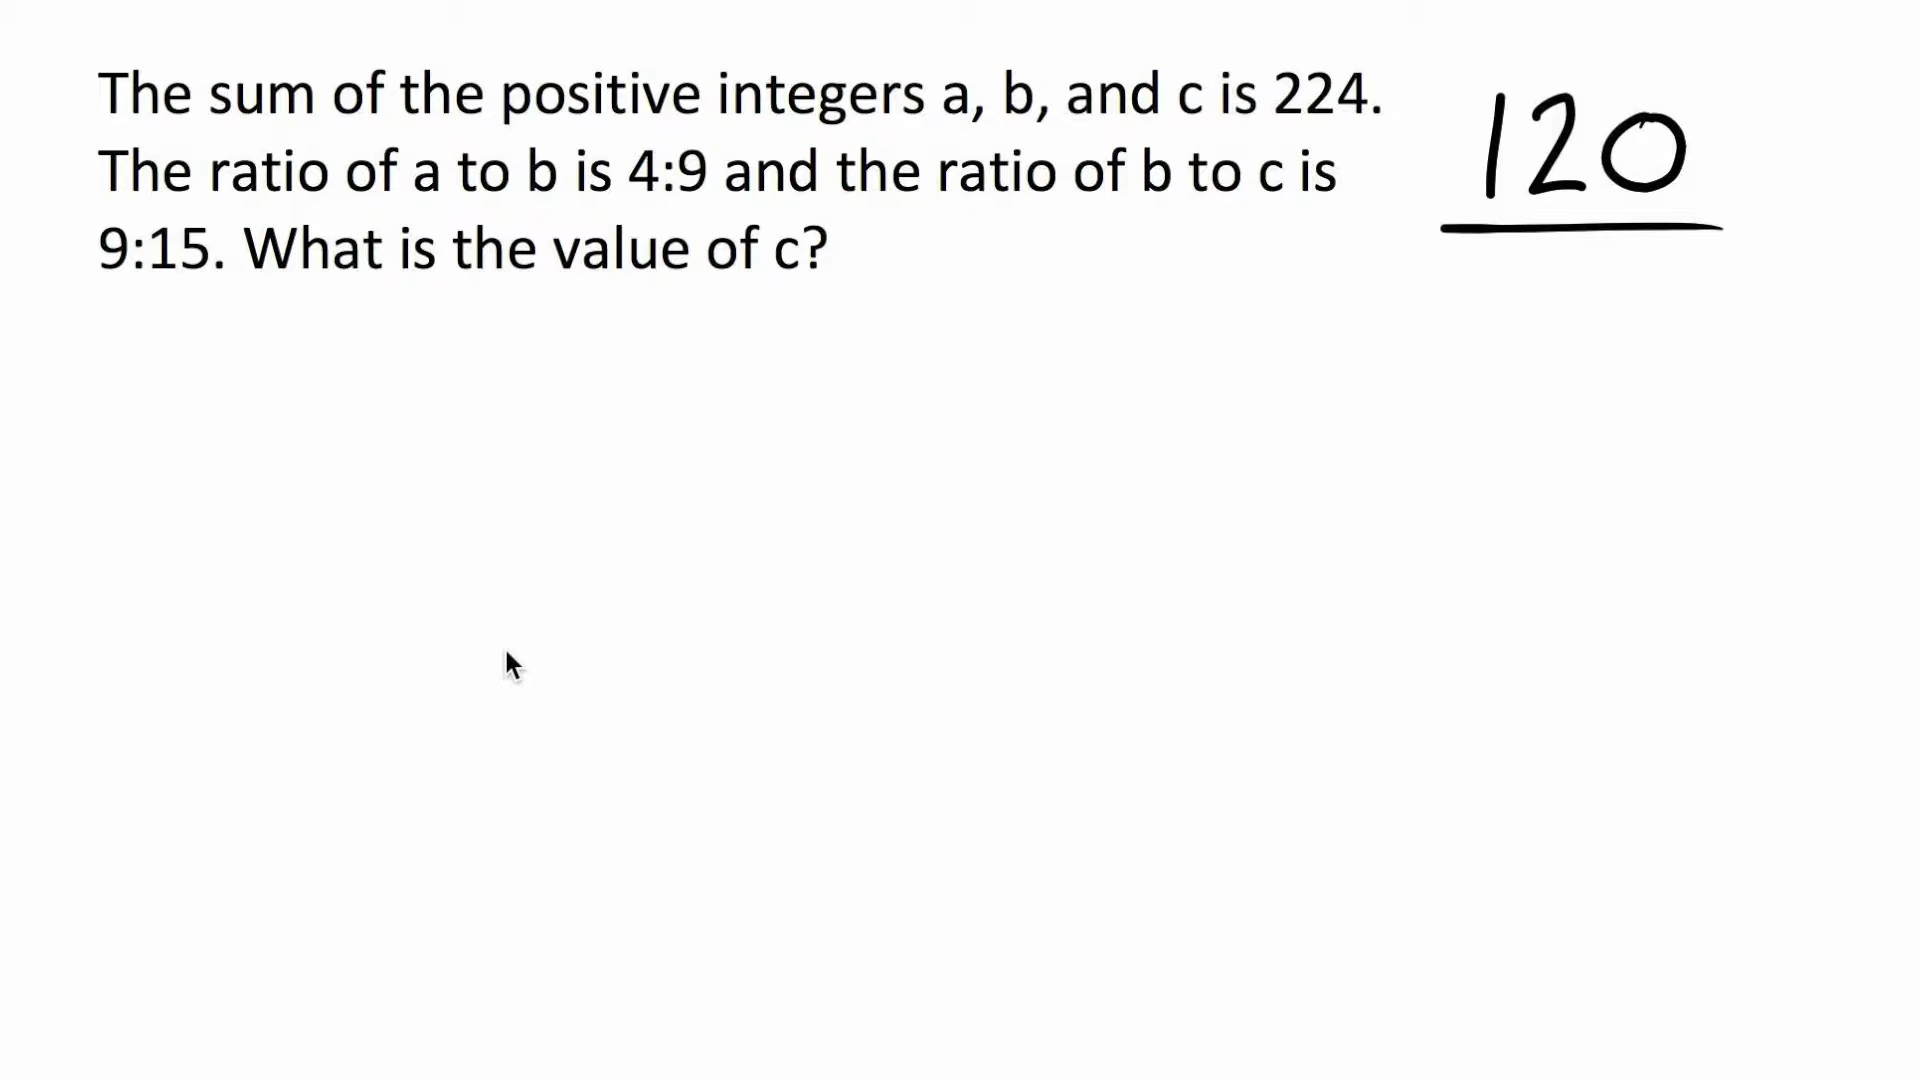 The sum of the positive integers a, b, and c is 224.
The ratio of a to b is 4:9 and the ratio of b to c is
9:15. What is the value of c?
120